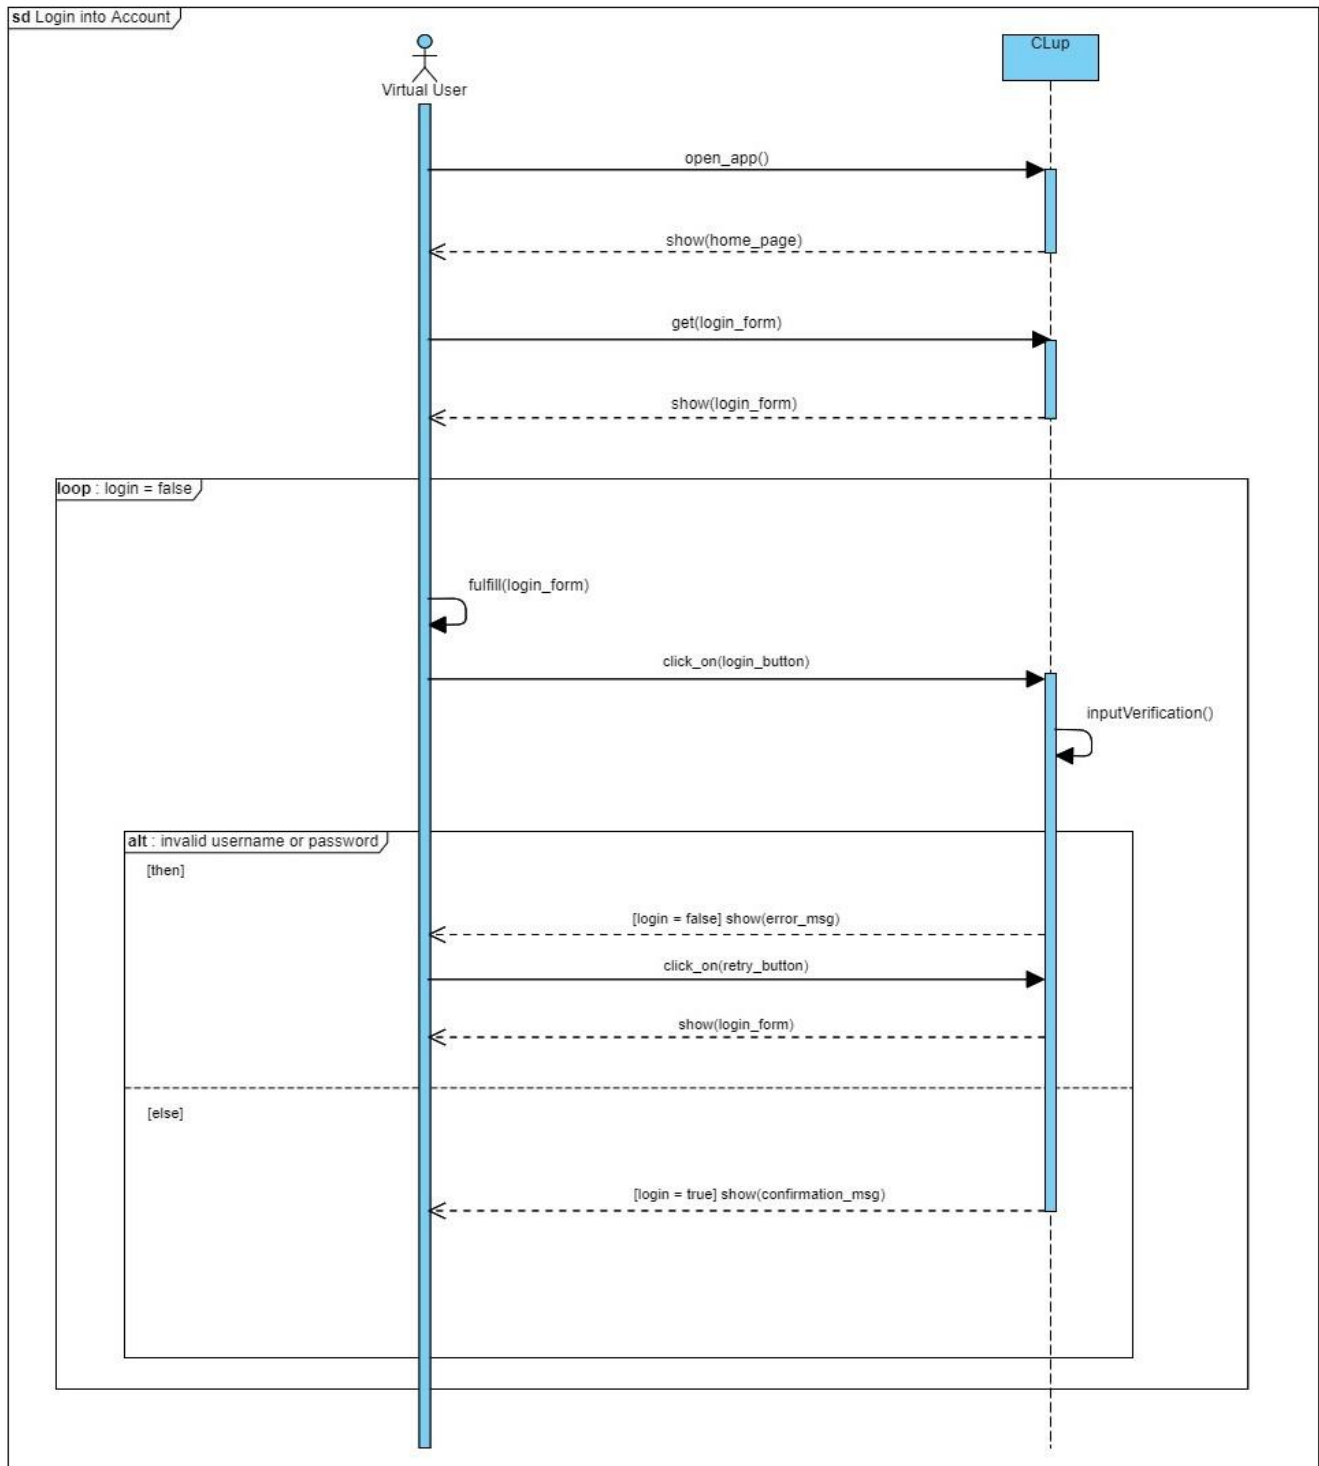 sd Login into Account
CLup
Virtual User
open_app()
show(home_page)
get(login_form)
show(login_form)
loop : login = false
fulfill(login_form)
click_on(login_button)
inputVerification()
alt : invalid username or password
[then]
[login = false] show(error_msg)
click_on(retry_button)
show(login_form)
[else]
[login = true] show(confirmation_msg)